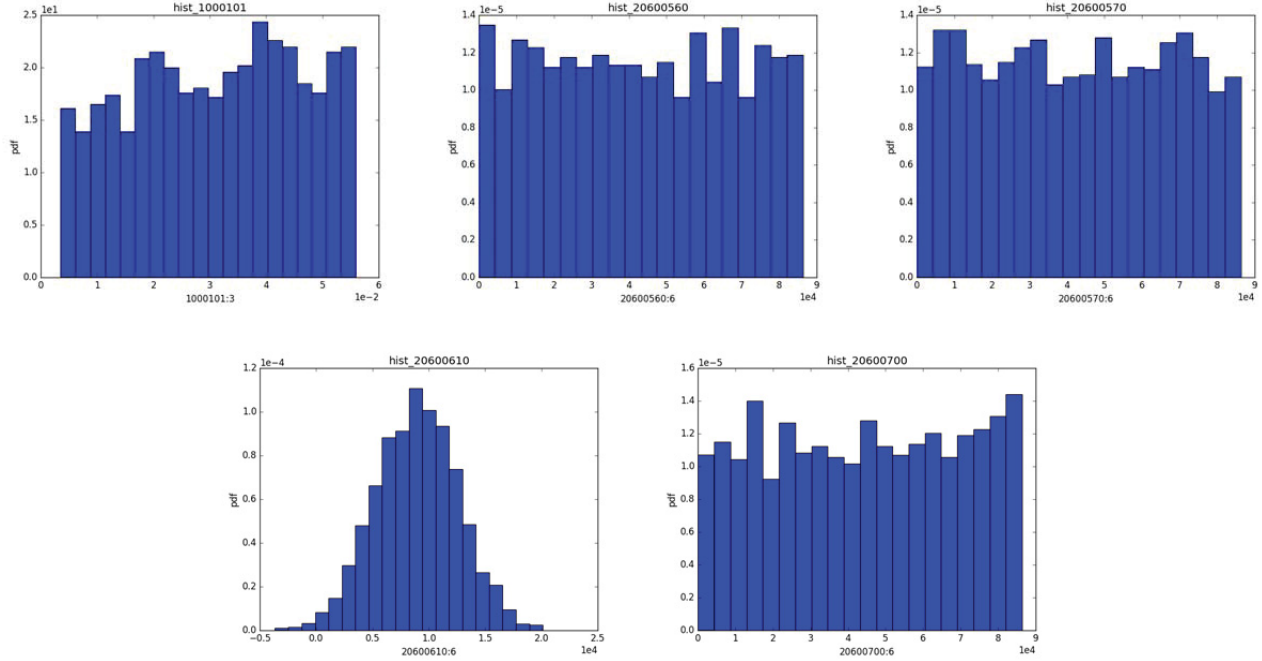 hist_1000101
1e1
2.5
2.0
1.5
1.0
0.5
0.0
pdf
0 1 2 3 4 5 6
1000101:3
1e−2
hist_20600560
1e−5
1.4
1.2
1.0
0.8
0.6
0.4
0.2
0.0
pdf
0 1 2 3 4 5 6 7 8 9
20600560:6
1e4
hist_20600570
1e−5
1.4
1.2
1.0
0.8
0.6
0.4
0.2
0.0
pdf
0 1 2 3 4 5 6 7 8 9
20600570:6
1e4
hist_20600610
1e−4
1.2
1.0
0.8
0.6
0.4
0.2
0.0
pdf
−0.5 0.0 0.5 1.0 1.5 2.0 2.5
20600610:6
1e4
hist_20600700
1e−5
1.6
1.4
1.2
1.0
0.8
0.6
0.4
0.2
0.0
pdf
0 1 2 3 4 5 6 7 8 9
20600700:6
1e4